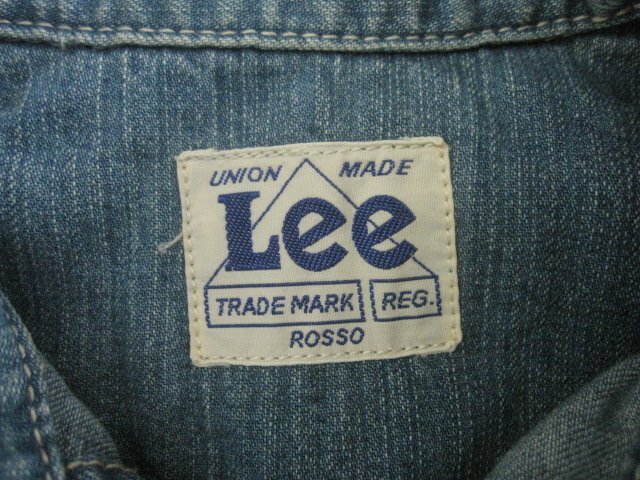 UNION MADE
Lee
TRADE MARK REG.
ROSSO